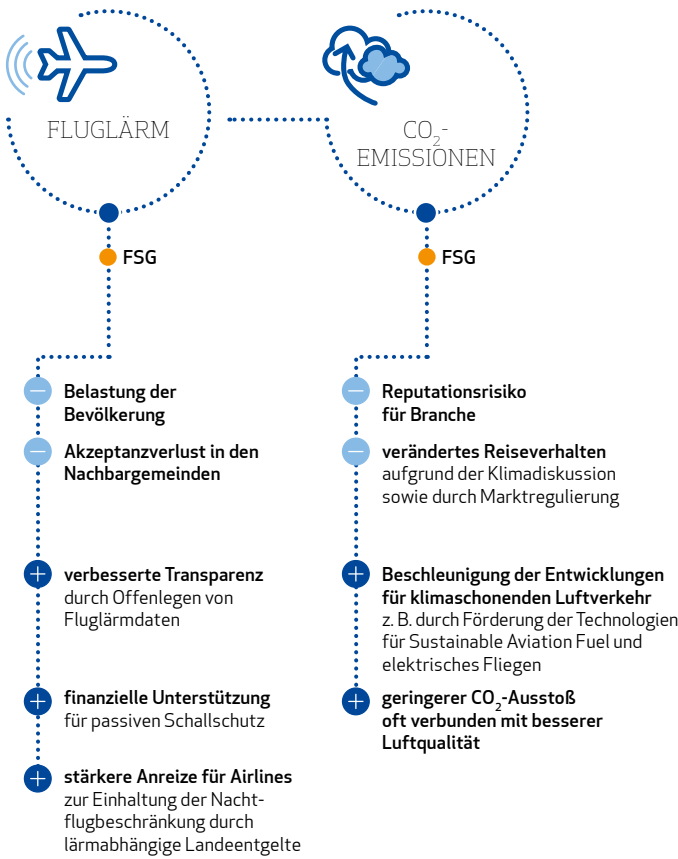 FLUGLÄRM
FSG
Belastung der
Bevölkerung
Akzeptanzverlust in den
Nachbargemeinden
verbesserte Transparenz
durch Offenlegen von
Fluglärmdaten
finanzielle Unterstützung
für passiven Schallschutz
stärkere Anreize für Airlines
zur Einhaltung der Nacht-
flugbeschränkung durch
lärmabhängige Landeentgelte
CO₂-
EMISSIONEN
FSG
Reputationsrisiko
für Branche
verändertes Reiseverhalten
aufgrund der Klimadiskussion
sowie durch Marktregulierung
Beschleunigung der Entwicklungen
für klimaschonenden Luftverkehr
z. B. durch Förderung der Technologien
für Sustainable Aviation Fuel und
elektrisches Fliegen
geringerer CO₂-Ausstoß
oft verbunden mit besserer
Luftqualität